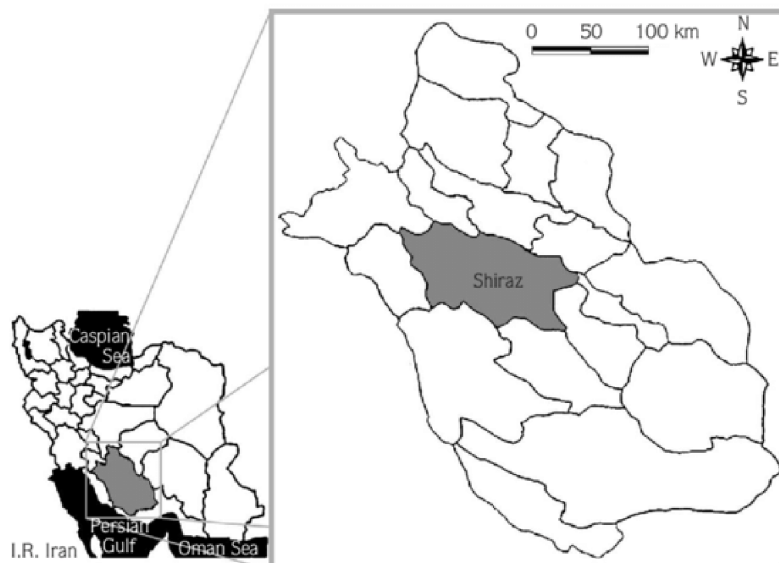 0 50 100 km
N
W E
S
Shiraz
Caspian
Sea
Persian
Gulf
Oman Sea
I.R. Iran